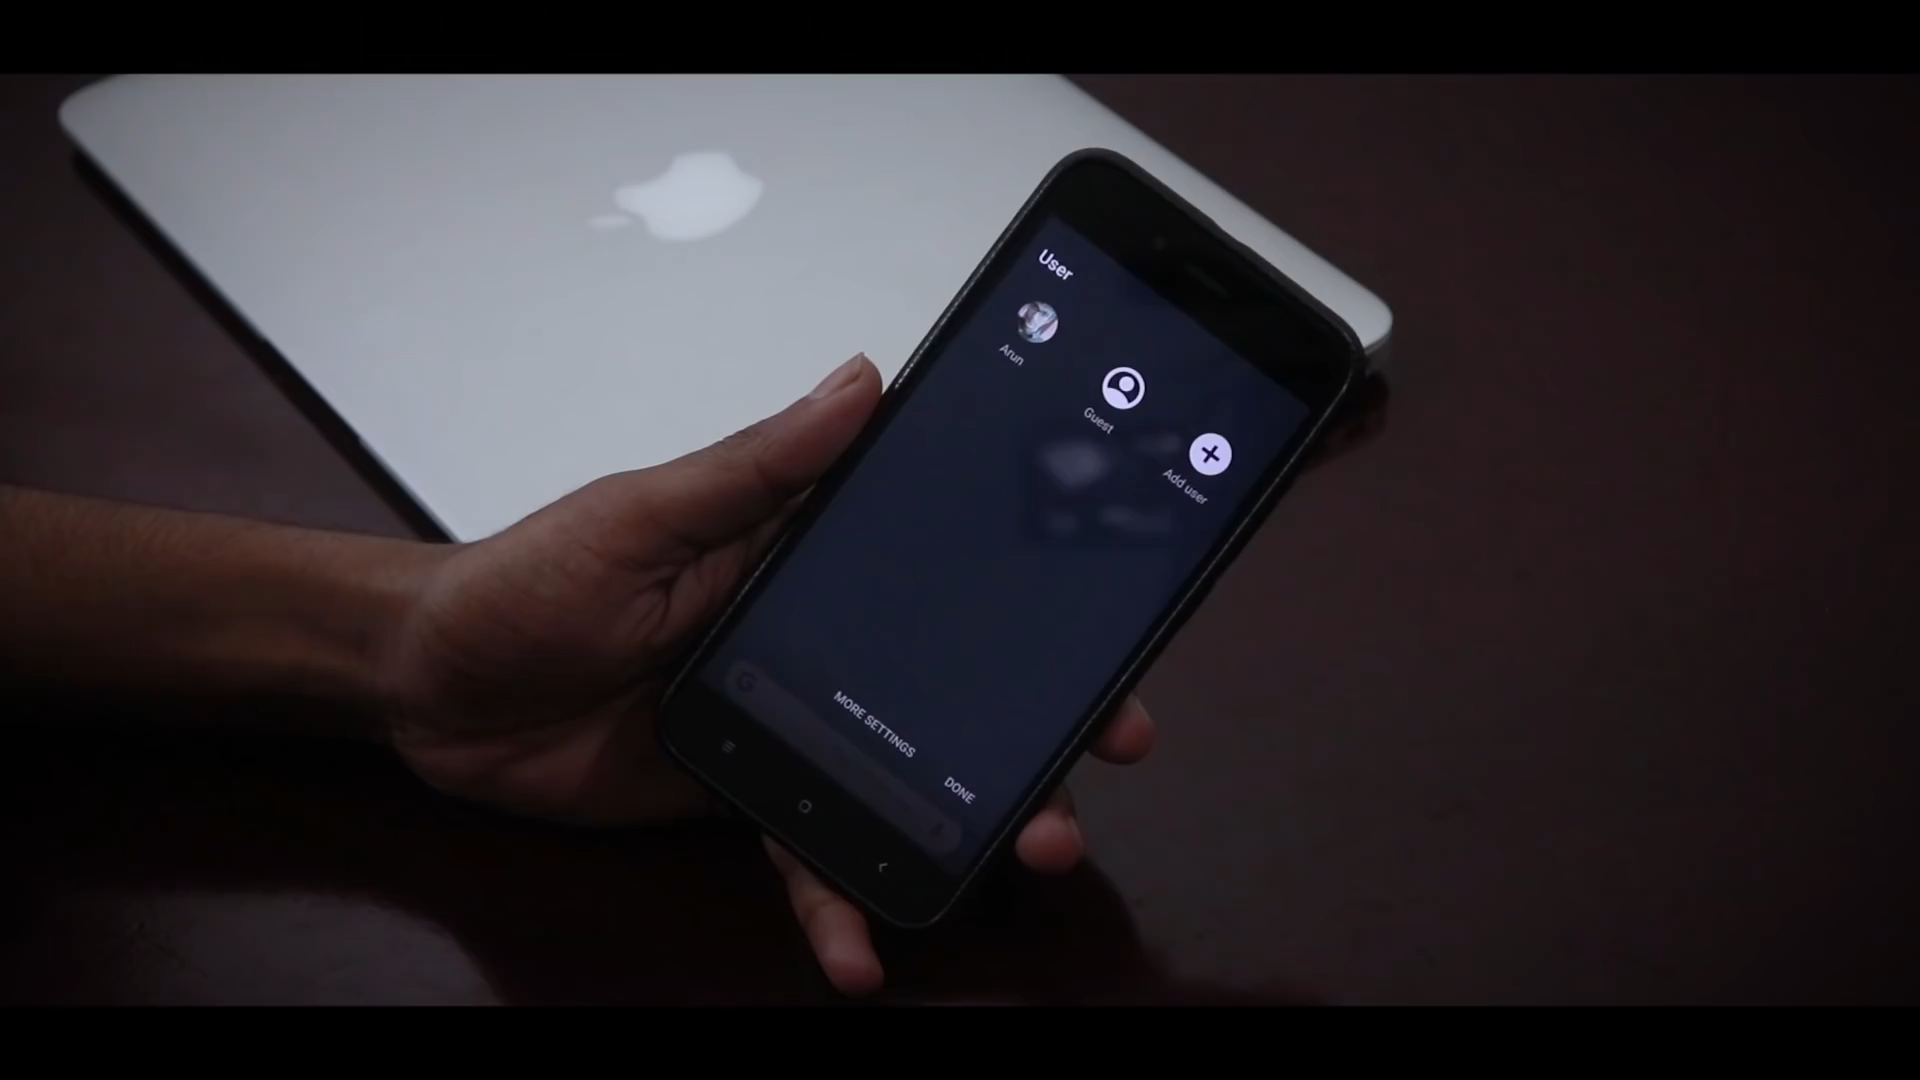 User
Arun
Guest
Add user
MORE SETTINGS
DONE